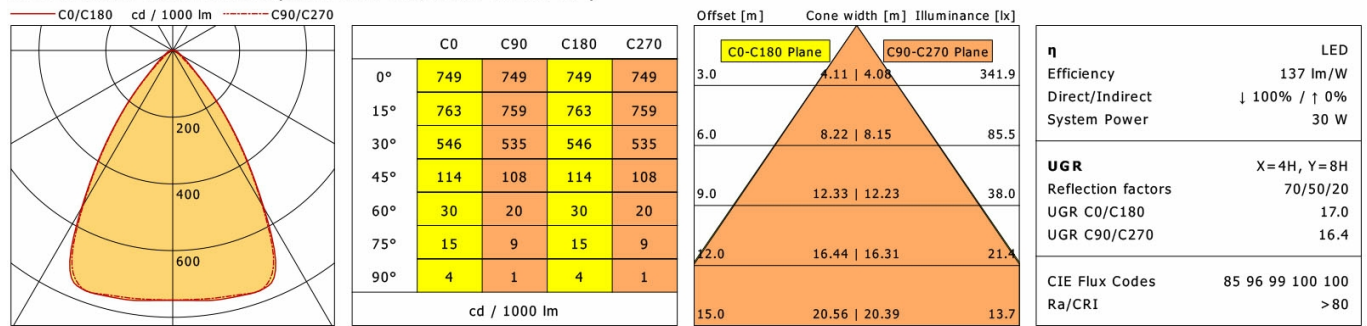 C0/C180 cd / 1000 lm C90/C270
200
400
600
C0 C90 C180 C270
0° 749 749 749 749
15° 763 759 763 759
30° 546 535 546 535
45° 114 108 114 108
60° 30 20 30 20
75° 15 9 15 9
90° 4 1 4 1
cd / 1000 lm
Offset [m] Cone width [m] Illuminance [lx]
C0-C180 Plane C90-C270 Plane
3.0 4.11 | 4.08 341.9
6.0 8.22 | 8.15 85.5
9.0 12.33 | 12.23 38.0
12.0 16.44 | 16.31 21.4
15.0 20.56 | 20.39 13.7
η LED
Efficiency 137 lm/W
Direct/Indirect ↓ 100% / ↑ 0%
System Power 30 W
UGR X=4H, Y=8H
Reflection factors 70/50/20
UGR C0/C180 17.0
UGR C90/C270 16.4
CIE Flux Codes 85 96 99 100 100
Ra/CRI >80